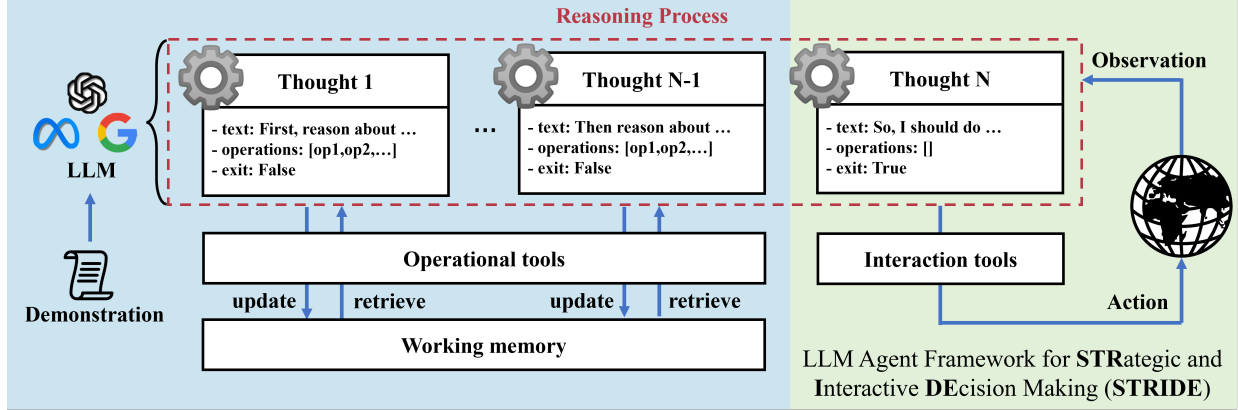 Reasoning Process
Thought 1
- text: First, reason about …
- operations: [op1,op2,…]
- exit: False
...
Thought N-1
- text: Then reason about …
- operations: [op1,op2,…]
- exit: False
Thought N
- text: So, I should do …
- operations: []
- exit: True
Observation
LLM
Demonstration
Operational tools
update
retrieve
update
retrieve
Working memory
Interaction tools
Action
LLM Agent Framework for STRategic and
Interactive DEcision Making (STRIDE)